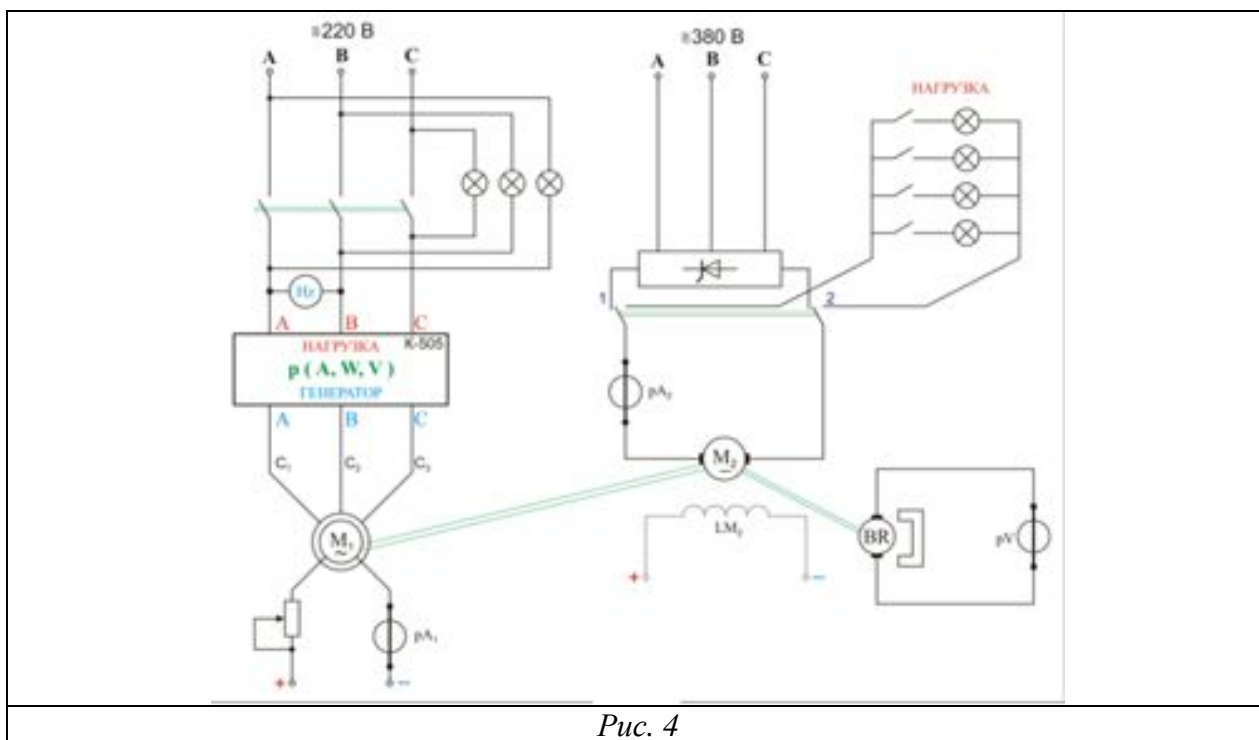 ≈220 В
A B C
Hz
A B C
НАГРУЗКА K-505
p ( A, W, V )
ГЕНЕРАТОР
A B C
C₁ C₂ C₃
M₁
~
pA₁
+ −
≈380 В
A B C
НАГРУЗКА
1 2
pA₂
M₂
LM₂
+ −
BR
pV
Рис. 4